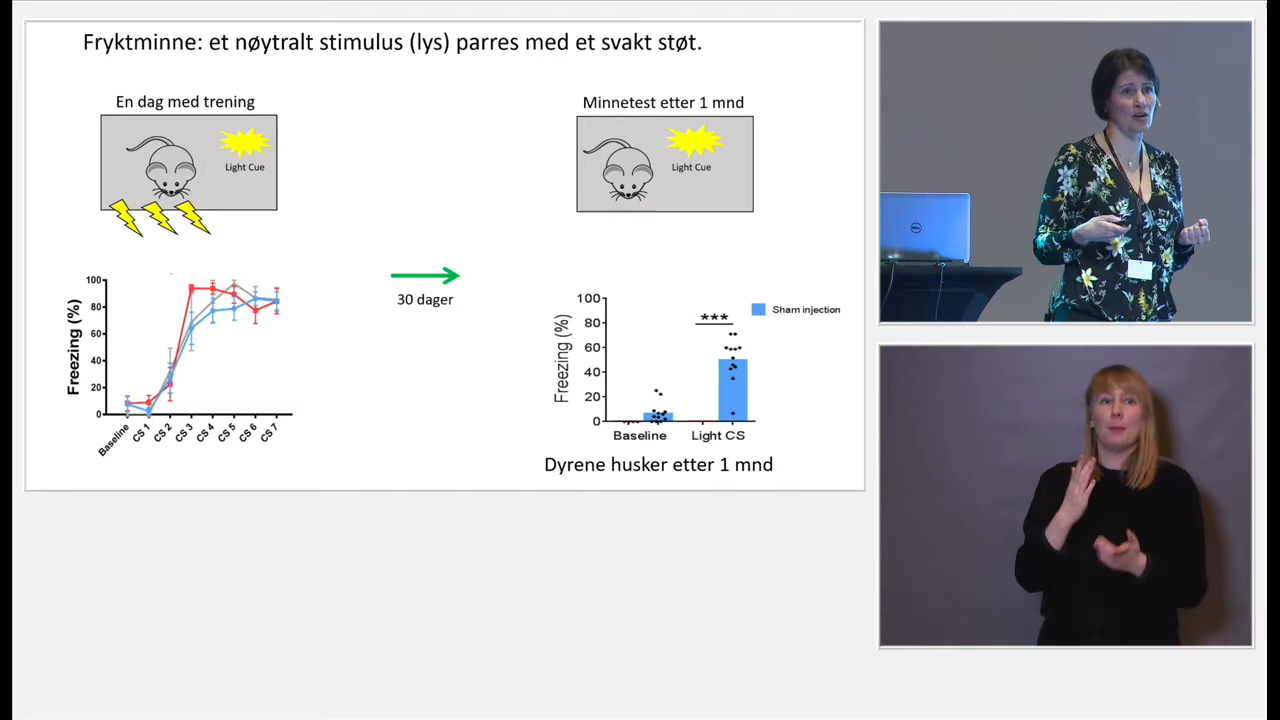 Fryktminne: et nøytralt stimulus (lys) parres med et svakt støt.
En dag med trening
Light Cue
Minnetest etter 1 mnd
Light Cue
30 dager
Freezing (%)
100
80
60
40
20
0
Baseline
CS 1
CS 2
CS 3
CS 4
CS 5
CS 6
CS 7
Freezing (%)
100
80
60
40
20
0
***
Sham injection
Baseline
Light CS
Dyrene husker etter 1 mnd
DELL